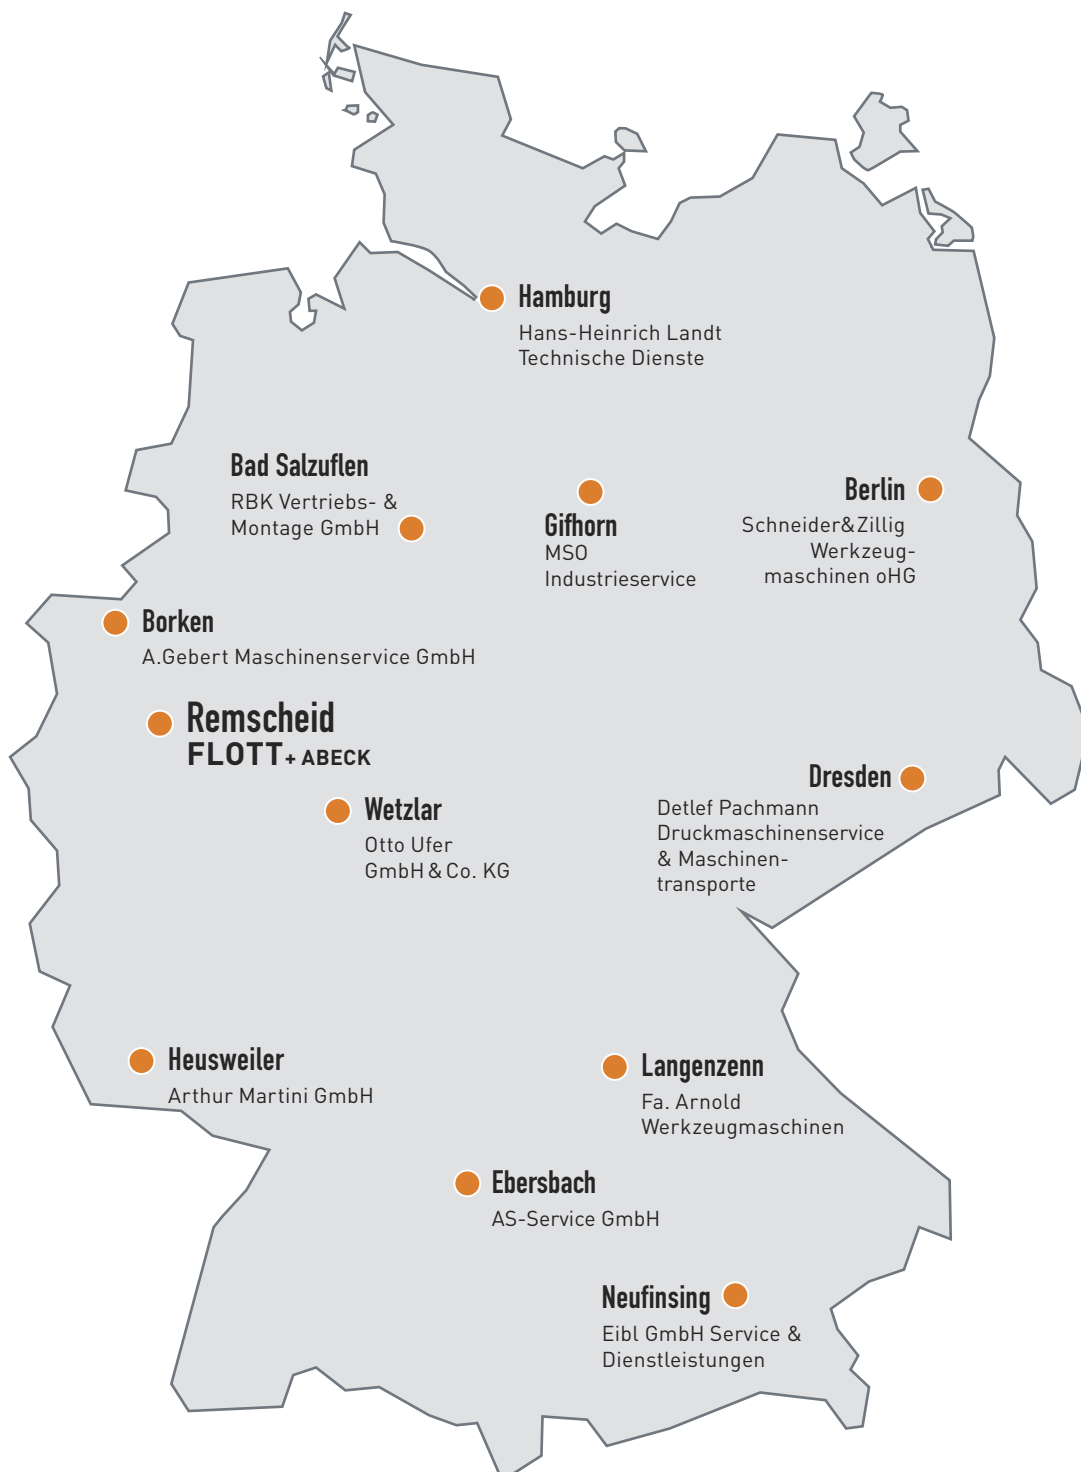 Hamburg
Hans-Heinrich Landt
Technische Dienste
Bad Salzuflen
RBK Vertriebs- &
Montage GmbH
Gifhorn
MSO
Industrieservice
Berlin
Schneider&Zillig
Werkzeug-
maschinen oHG
Borken
A.Gebert Maschinenservice GmbH
Remscheid
FLOTT + ABECK
Wetzlar
Otto Ufer
GmbH & Co. KG
Dresden
Detlef Pachmann
Druckmaschinenservice
& Maschinen-
transporte
Heusweiler
Arthur Martini GmbH
Langenzenn
Fa. Arnold
Werkzeugmaschinen
Ebersbach
AS-Service GmbH
Neufinsing
Eibl GmbH Service &
Dienstleistungen